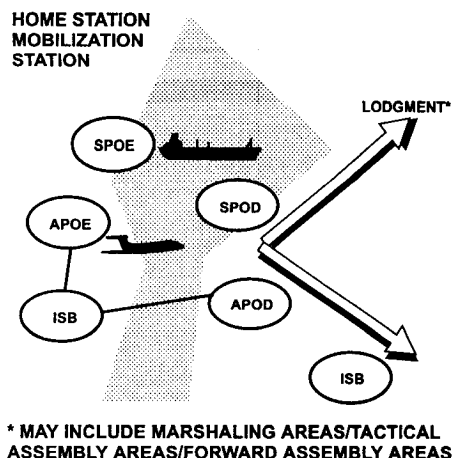 HOME STATION
MOBILIZATION
STATION
LODGMENT*
SPOE
SPOD
APOE
APOD
ISB
ISB
* MAY INCLUDE MARSHALING AREAS/TACTICAL
ASSEMBLY AREAS/FORWARD ASSEMBLY AREAS